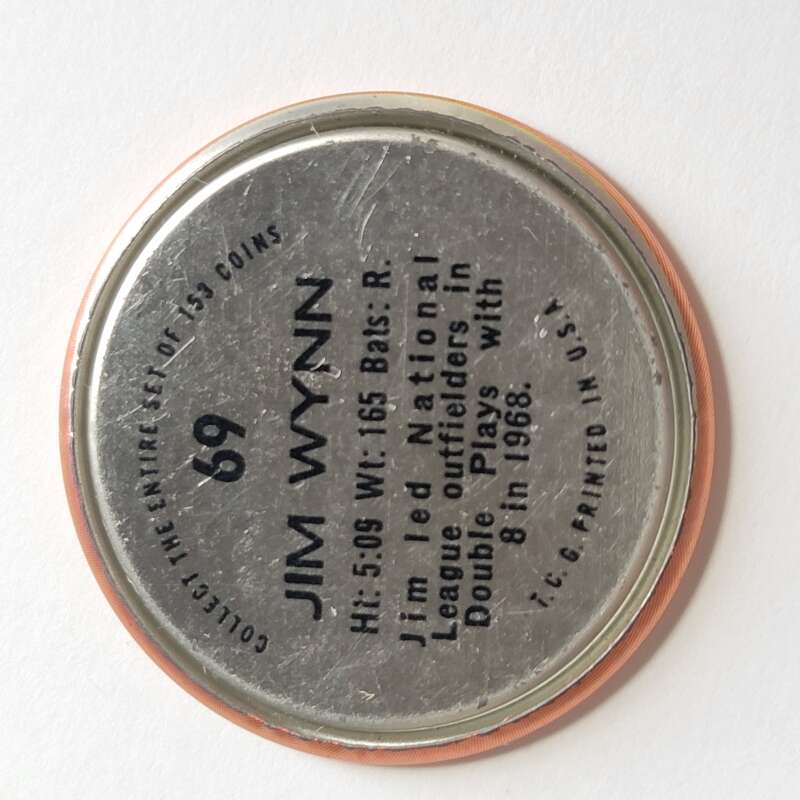 COLLECT THE ENTIRE SET OF 153 COINS
69
JIM WYNN
Ht: 5:09 Wt: 165 Bats: R.
Jim led National
League outfielders in
Double Plays with
8 in 1968.
T.C.G. PRINTED IN U.S.A.